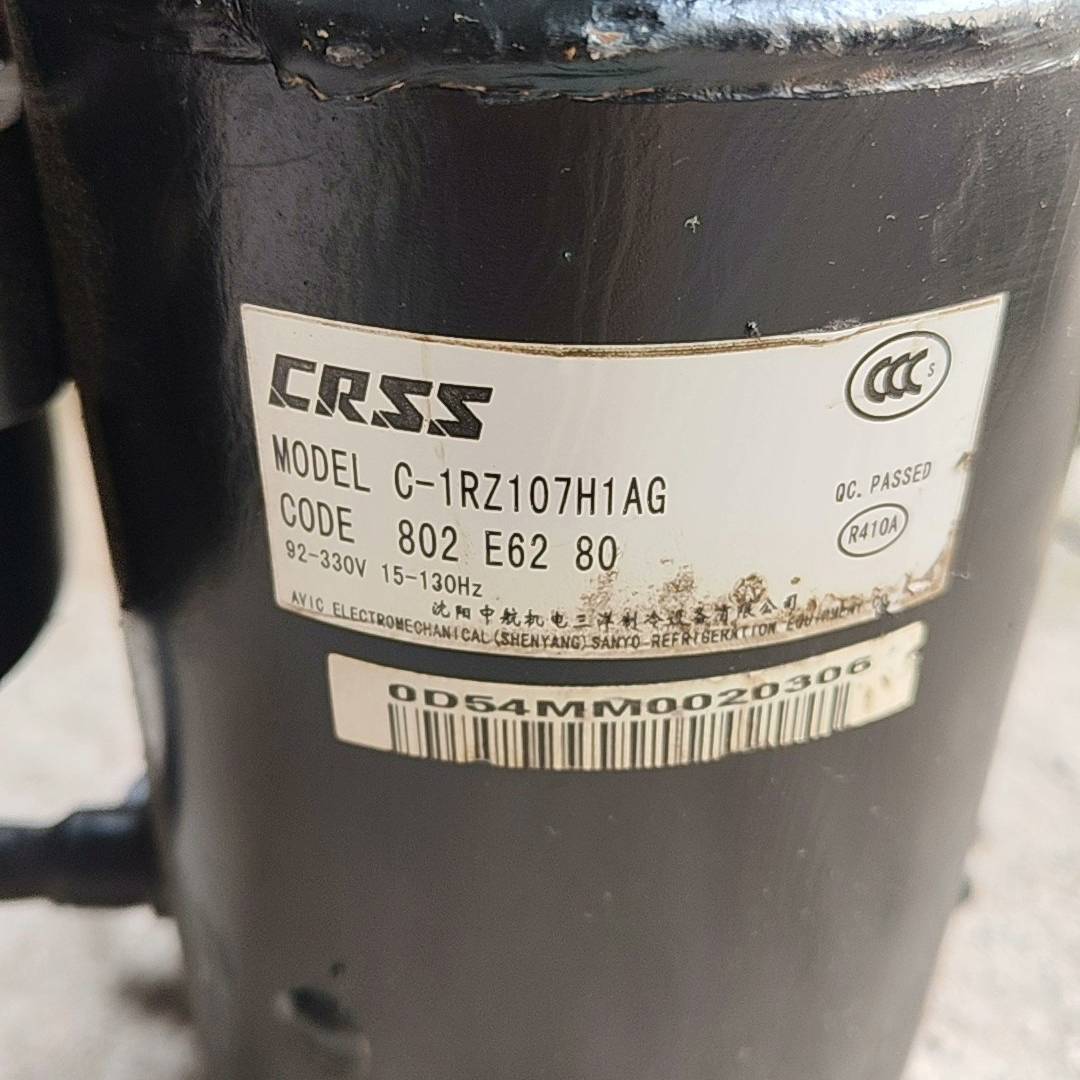 CRSS
CCC S
MODEL C-1RZ107H1AG
QC. PASSED
CODE 802 E62 80
R410A
92-330V 15-130Hz
沈阳中航机电三洋制冷设备有限公司
AVIC ELECTROMECHANICAL(SHENYANG)SANYO REFRIGERATION EQUIPMENT
0D54MM0020306